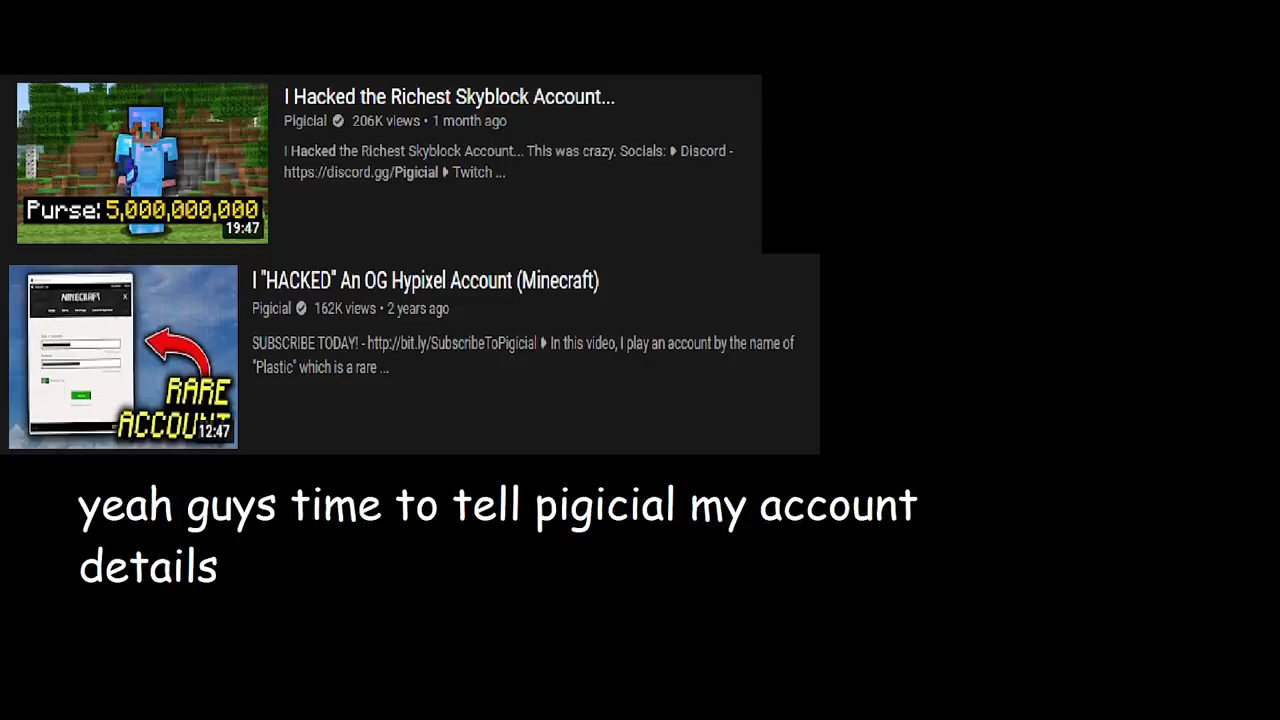 I Hacked the Richest Skyblock Account...
Pigicial 206K views • 1 month ago
I Hacked the Richest Skyblock Account... This was crazy. Socials: ▶ Discord -
https://discord.gg/Pigicial ▶ Twitch ...
Purse: 5,000,000,000
19:47
I "HACKED" An OG Hypixel Account (Minecraft)
Pigicial 162K views • 2 years ago
SUBSCRIBE TODAY! - http://bit.ly/SubscribeToPigicial ▶ In this video, I play an account by the name of
"Plastic" which is a rare ...
MINECRAFT
RARE
ACCOUNT
12:47
yeah guys time to tell pigicial my account
details